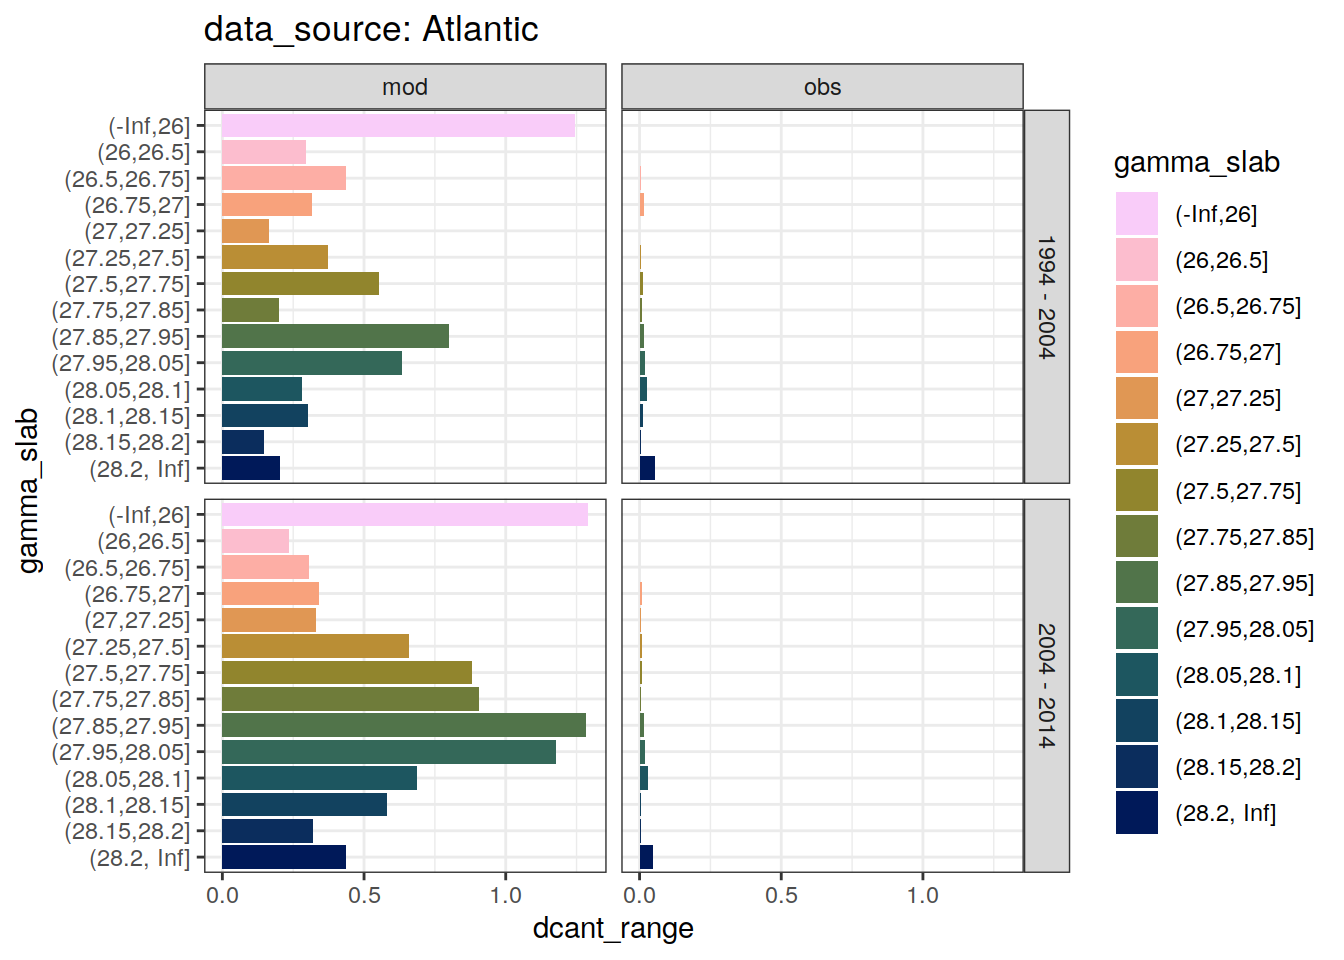 data_source: Atlantic
mod
obs
gamma_slab
(-Inf,26]
(26,26.5]
(26.5,26.75]
(26.75,27]
(27,27.25]
(27.25,27.5]
(27.5,27.75]
(27.75,27.85]
(27.85,27.95]
(27.95,28.05]
(28.05,28.1]
(28.1,28.15]
(28.15,28.2]
(28.2, Inf]
1994 - 2004
(-Inf,26]
(26,26.5]
(26.5,26.75]
(26.75,27]
(27,27.25]
(27.25,27.5]
(27.5,27.75]
(27.75,27.85]
(27.85,27.95]
(27.95,28.05]
(28.05,28.1]
(28.1,28.15]
(28.15,28.2]
(28.2, Inf]
2004 - 2014
0.0 0.5 1.0 0.0 0.5 1.0
dcant_range
gamma_slab
(-Inf,26]
(26,26.5]
(26.5,26.75]
(26.75,27]
(27,27.25]
(27.25,27.5]
(27.5,27.75]
(27.75,27.85]
(27.85,27.95]
(27.95,28.05]
(28.05,28.1]
(28.1,28.15]
(28.15,28.2]
(28.2, Inf]